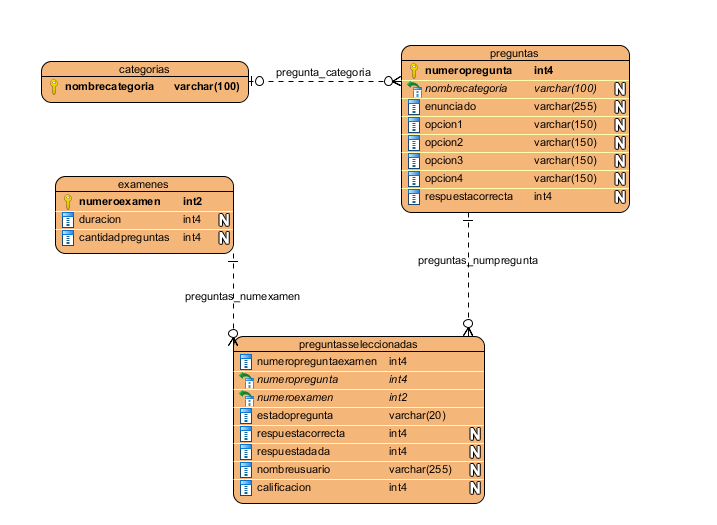 categorias
nombrecategoria varchar(100)
pregunta_categoria
preguntas
numeropregunta int4
nombrecategoria varchar(100) N
enunciado varchar(255) N
opcion1 varchar(150) N
opcion2 varchar(150) N
opcion3 varchar(150) N
opcion4 varchar(150) N
respuestacorrecta int4 N
examenes
numeroexamen int2
duracion int4 N
cantidadpreguntas int4 N
preguntas_numpregunta
preguntas_numexamen
preguntasseleccionadas
numeropreguntaexamen int4
numeropregunta int4
numeroexamen int2
estadopregunta varchar(20)
respuestacorrecta int4 N
respuestadada int4 N
nombreusuario varchar(255) N
calificacion int4 N